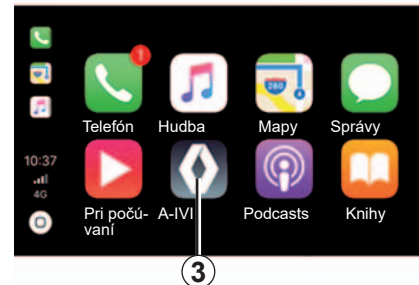 1
Telefón Hudba Mapy Správy
280
10:37
4G
Pri počú-
vaní A-IVI Podcasts Knihy
3